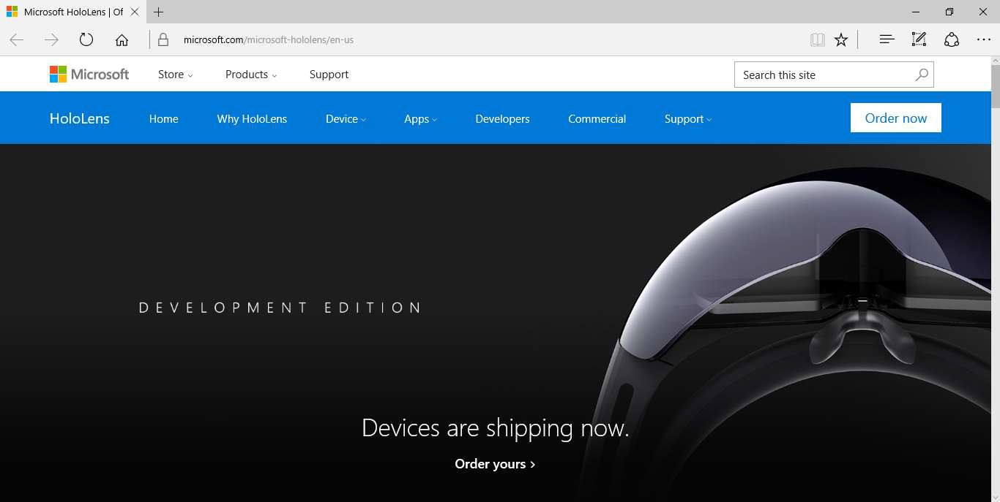 Microsoft HoloLens | Of
microsoft.com/microsoft-hololens/en-us
Microsoft Store Products Support Search this site
HoloLens Home Why HoloLens Device Apps Developers Commercial Support Order now
DEVELOPMENT EDITION
Devices are shipping now.
Order yours >